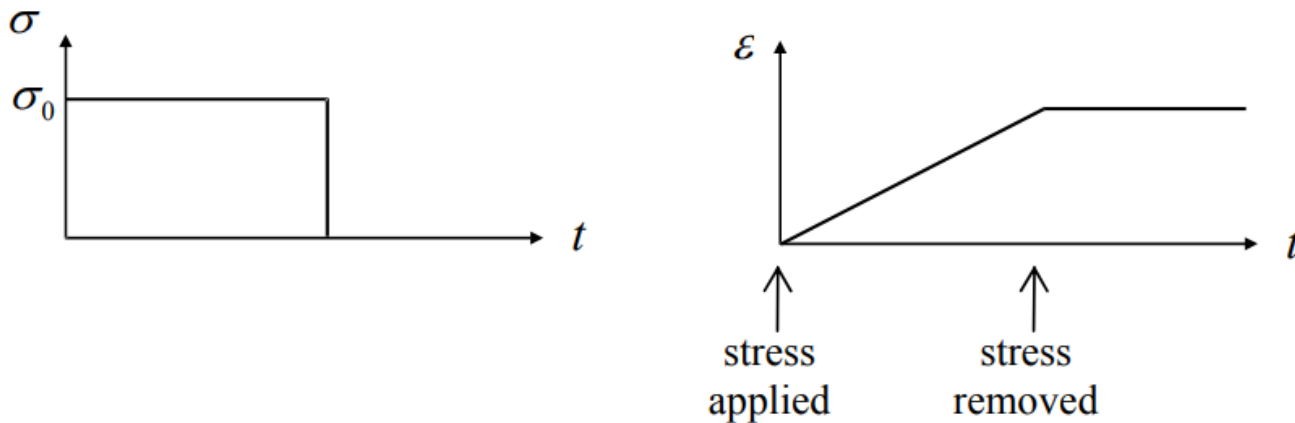 σ
σ₀
t
ε
t
stress
applied
stress
removed